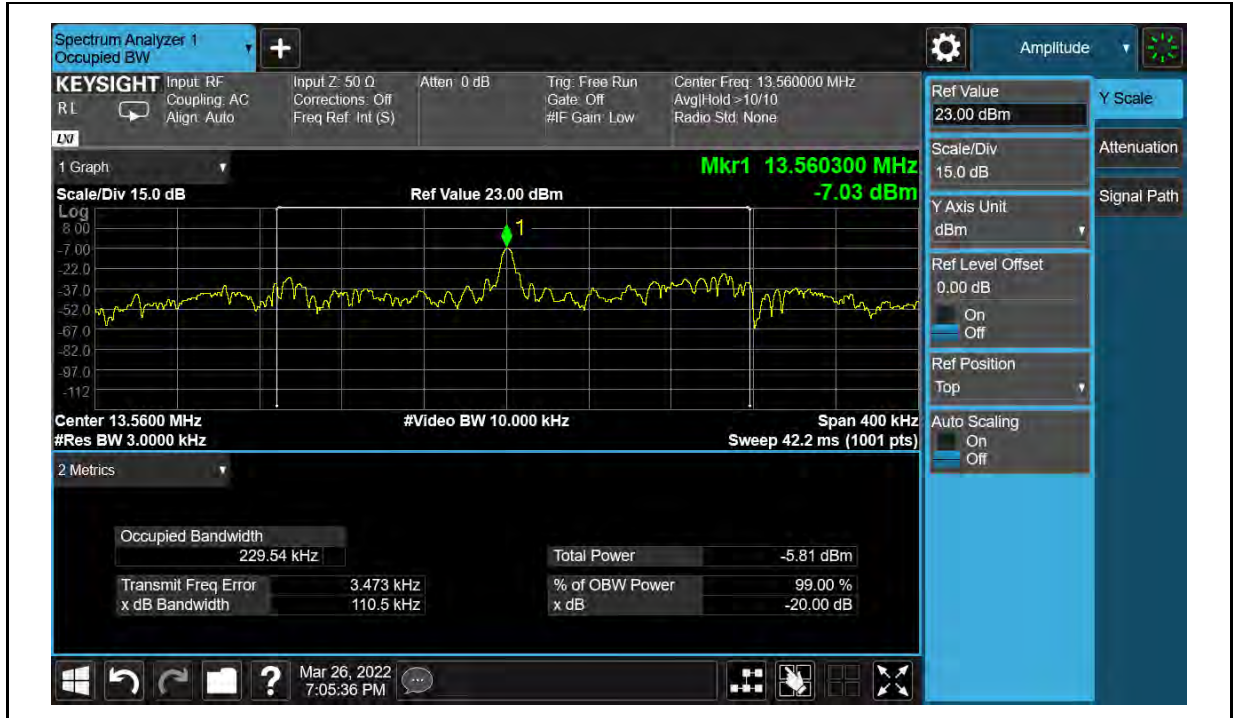 Spectrum Analyzer 1
Occupied BW
Amplitude
KEYSIGHT Input: RF
RL Coupling: AC
Align: Auto
LXI
Input Z: 50 Ω
Corrections: Off
Freq Ref: Int (S)
Atten: 0 dB
Trig: Free Run
Gate: Off
#IF Gain: Low
Center Freq: 13.560000 MHz
Avg|Hold >10/10
Radio Std: None
1 Graph
Mkr1 13.560300 MHz
Scale/Div 15.0 dB Ref Value 23.00 dBm -7.03 dBm
Log
8.00
-7.00
-22.0
-37.0
-52.0
-67.0
-82.0
-97.0
-112
1
Center 13.5600 MHz #Video BW 10.000 kHz Span 400 kHz
#Res BW 3.0000 kHz Sweep 42.2 ms (1001 pts)
2 Metrics
Occupied Bandwidth
229.54 kHz Total Power -5.81 dBm
Transmit Freq Error 3.473 kHz % of OBW Power 99.00 %
x dB Bandwidth 110.5 kHz x dB -20.00 dB
Mar 26, 2022
7:05:36 PM
Ref Value
23.00 dBm
Scale/Div
15.0 dB
Y Axis Unit
dBm
Ref Level Offset
0.00 dB
On
Off
Ref Position
Top
Auto Scaling
On
Off
Y Scale
Attenuation
Signal Path